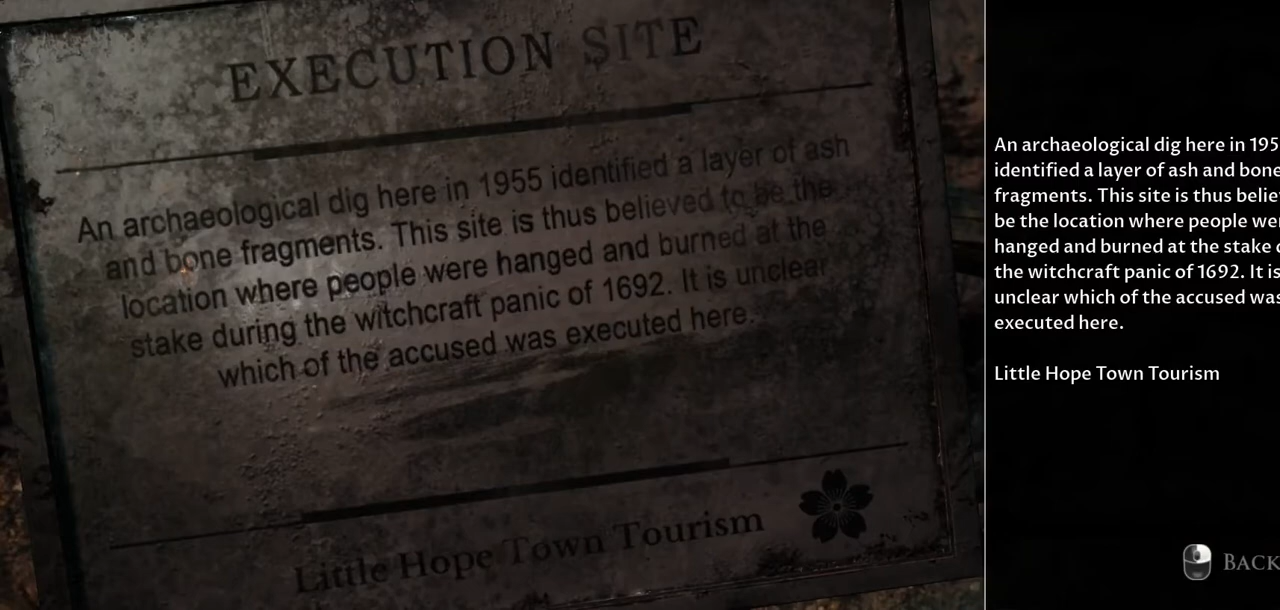 EXECUTION SITE
An archaeological dig here in 1955 identified a layer of ash
and bone fragments. This site is thus believed to be the
location where people were hanged and burned at the
stake during the witchcraft panic of 1692. It is unclear
which of the accused was executed here.
Little Hope Town Tourism
An archaeological dig here in 195
identified a layer of ash and bone
fragments. This site is thus belie
be the location where people wer
hanged and burned at the stake d
the witchcraft panic of 1692. It is
unclear which of the accused was
executed here.
Little Hope Town Tourism
BACK